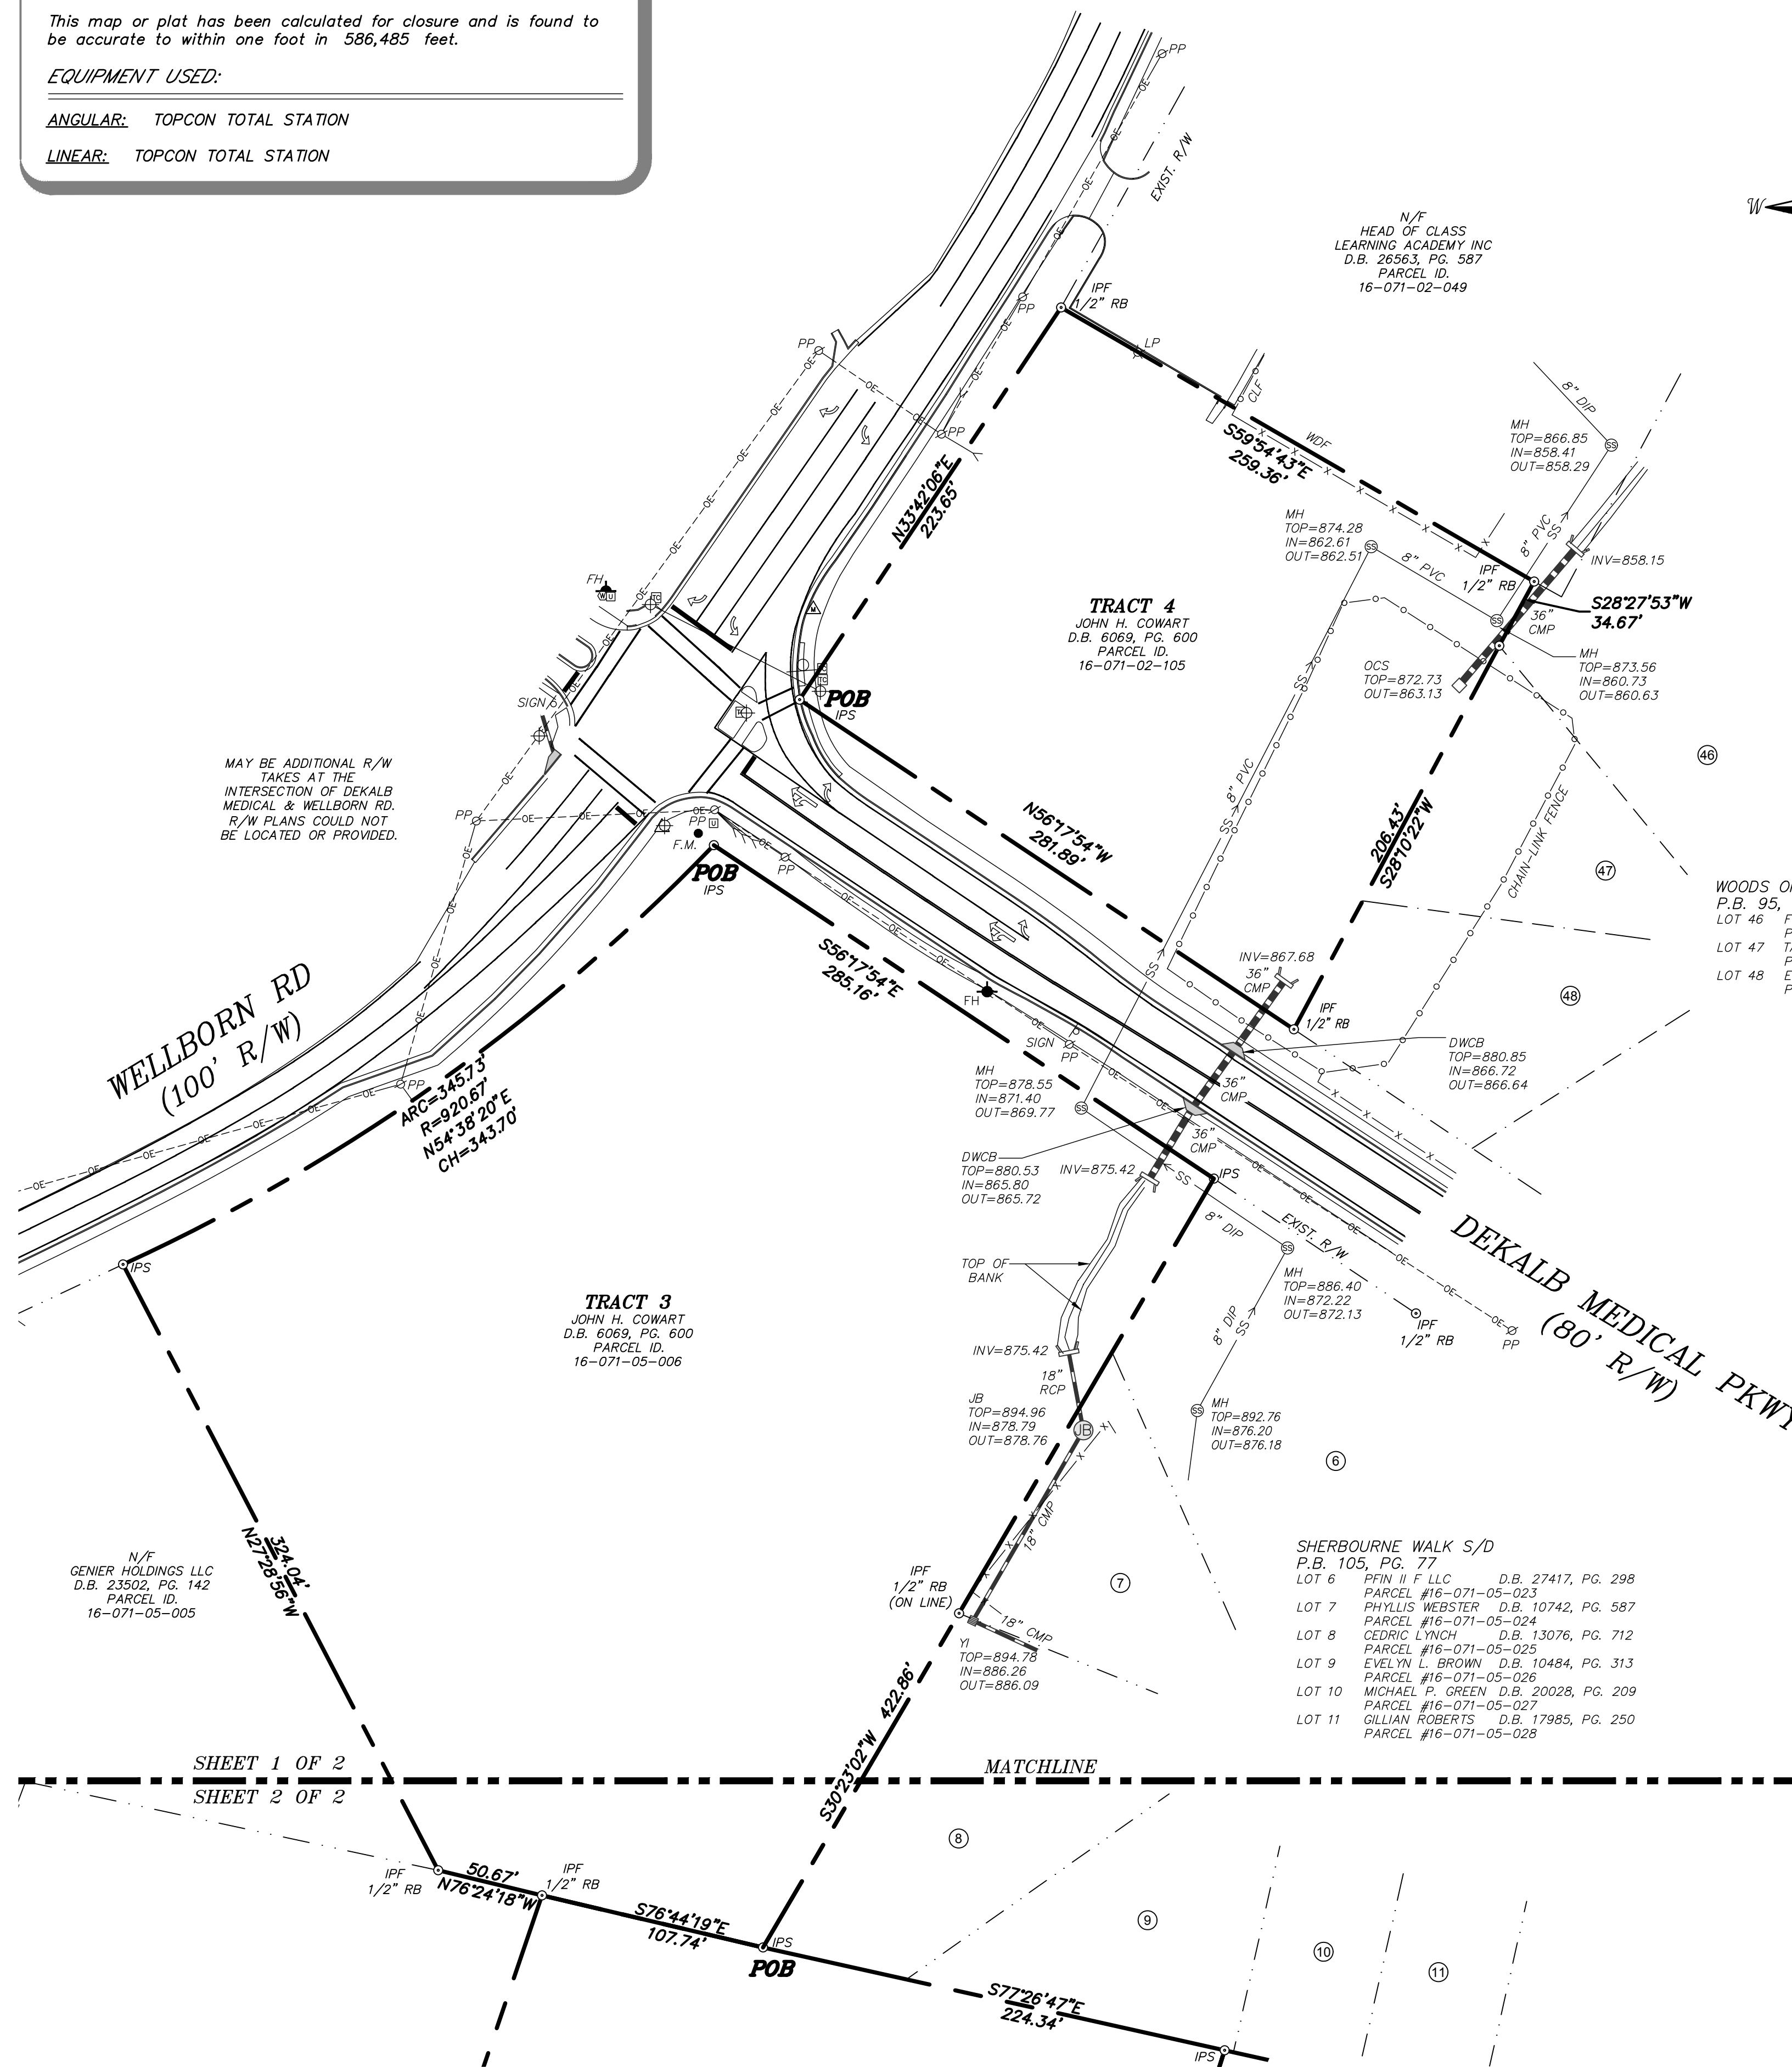 This map or plat has been calculated for closure and is found to
be accurate to within one foot in 586,485 feet.
EQUIPMENT USED:
ANGULAR: TOPCON TOTAL STATION
LINEAR: TOPCON TOTAL STATION
PP
OE
EXIST. R/W
W
N/F
HEAD OF CLASS
LEARNING ACADEMY INC
D.B. 26563, PG. 587
PARCEL ID.
16-071-02-049
IPF
1/2" RB
PP
PP
LP
CLF
PP
WDF
S59°54'43"E
259.36'
N33°42'06"E
223.65'
8" DIP
MH
TOP=866.85
IN=858.41
OUT=858.29
SS
MH
TOP=874.28
IN=862.61
OUT=862.51
SS
8" PVC
8" PVC
SS
INV=858.15
IPF
1/2" RB
S28°27'53"W
34.67'
36"
CMP
SS
MH
TOP=873.56
IN=860.73
OUT=860.63
OCS
TOP=872.73
OUT=863.13
FH
W U
TC
TRACT 4
JOHN H. COWART
D.B. 6069, PG. 600
PARCEL ID.
16-071-02-105
SIGN
POB
IPS
MAY BE ADDITIONAL R/W
TAKES AT THE
INTERSECTION OF DEKALB
MEDICAL & WELLBORN RD.
R/W PLANS COULD NOT
BE LOCATED OR PROVIDED.
46
47
48
SS
8" PVC
SS
CHAIN-LINK FENCE
206.43'
S28°10'22"W
N56°17'54"W
281.89'
PP
PP
U
F.M.
POB
IPS
PP
S56°17'54"E
285.16'
FH
SIGN
PP
INV=867.68
36"
CMP
IPF
1/2" RB
WOODS O
P.B. 95,
LOT 46 F
P
LOT 47 T
P
LOT 48 E
P
DWCB
TOP=880.85
IN=866.72
OUT=866.64
WELLBORN RD
(100' R/W)
PP
ARC=345.73'
R=920.67'
N54°38'20"E
CH=343.70'
MH
TOP=878.55
IN=871.40
OUT=869.77
SS
36"
CMP
36"
CMP
DWCB
TOP=880.53
IN=865.80
OUT=865.72
INV=875.42
SS
IPS
8" DIP
EXIST. R/W
SS
DEKALB MEDICAL PKWY
(80' R/W)
MH
TOP=886.40
IN=872.22
OUT=872.13
IPF
1/2" RB
PP
TOP OF
BANK
IPS
TRACT 3
JOHN H. COWART
D.B. 6069, PG. 600
PARCEL ID.
16-071-05-006
INV=875.42
18"
RCP
8" DIP
SS
JB
TOP=894.96
IN=878.79
OUT=878.76
JB
SS
MH
TOP=892.76
IN=876.20
OUT=876.18
6
18" CMP
324.04'
N27°28'56"W
N/F
GENIER HOLDINGS LLC
D.B. 23502, PG. 142
PARCEL ID.
16-071-05-005
IPF
1/2" RB
(ON LINE)
7
18" CMP
YI
TOP=894.78
IN=886.26
OUT=886.09
SHERBOURNE WALK S/D
P.B. 105, PG. 77
LOT 6 PFIN II F LLC D.B. 27417, PG. 298
PARCEL #16-071-05-023
LOT 7 PHYLLIS WEBSTER D.B. 10742, PG. 587
PARCEL #16-071-05-024
LOT 8 CEDRIC LYNCH D.B. 13076, PG. 712
PARCEL #16-071-05-025
LOT 9 EVELYN L. BROWN D.B. 10484, PG. 313
PARCEL #16-071-05-026
LOT 10 MICHAEL P. GREEN D.B. 20028, PG. 209
PARCEL #16-071-05-027
LOT 11 GILLIAN ROBERTS D.B. 17985, PG. 250
PARCEL #16-071-05-028
S30°23'02"W 422.86'
SHEET 1 OF 2
MATCHLINE
SHEET 2 OF 2
8
IPF
1/2" RB
50.67'
N76°24'18"W
IPF
1/2" RB
S76°44'19"E
107.74'
IPS
POB
9
10
11
S77°26'47"E
224.34'
IPS